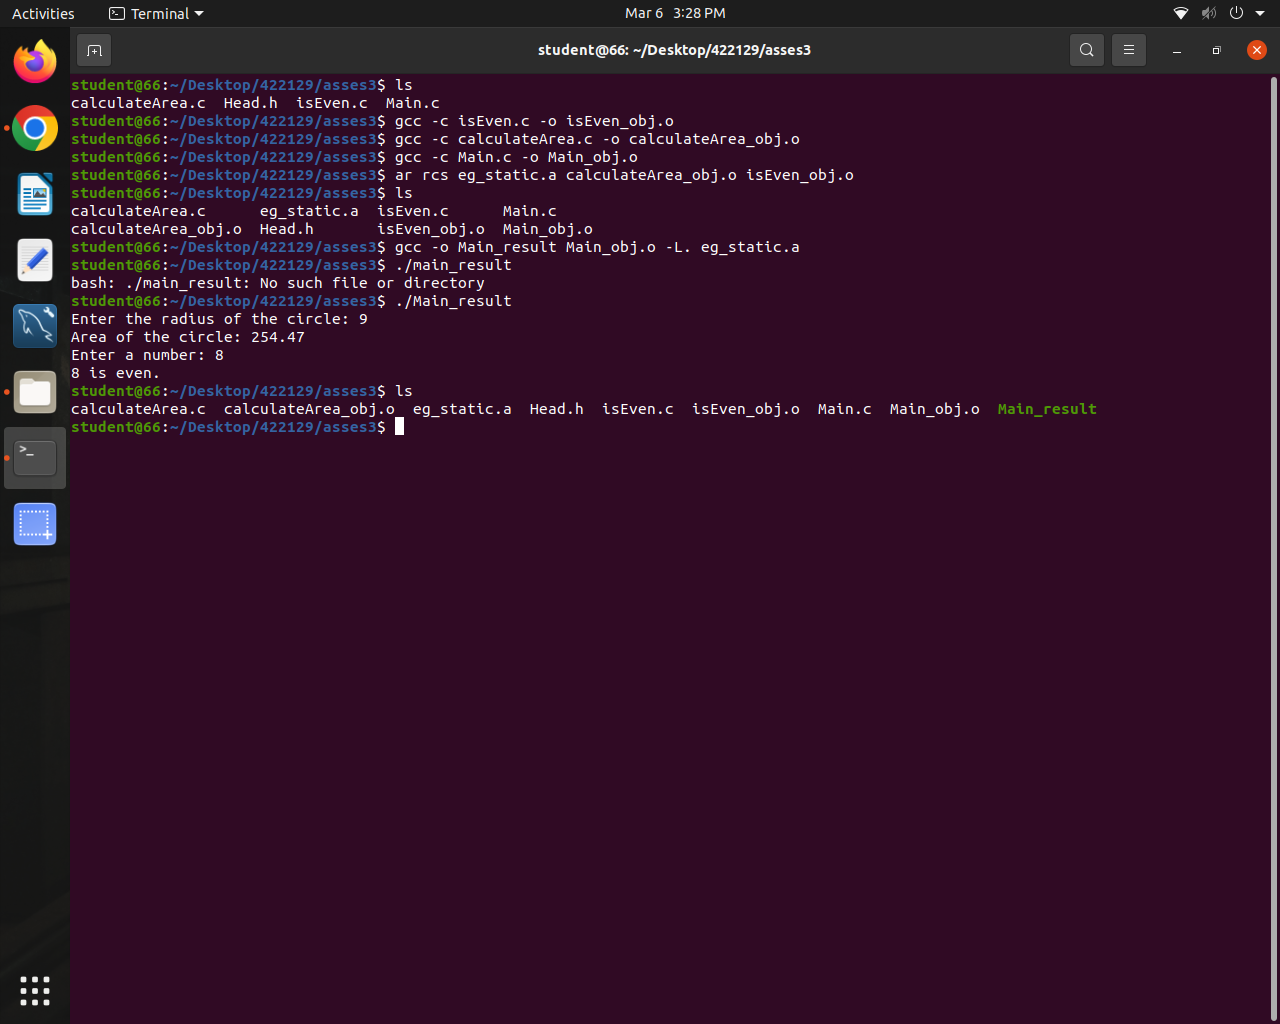 Activities Terminal Mar 6 3:28 PM
student@66: ~/Desktop/422129/asses3
student@66:~/Desktop/422129/asses3$ ls
calculateArea.c  Head.h  isEven.c  Main.c
student@66:~/Desktop/422129/asses3$ gcc -c isEven.c -o isEven_obj.o
student@66:~/Desktop/422129/asses3$ gcc -c calculateArea.c -o calculateArea_obj.o
student@66:~/Desktop/422129/asses3$ gcc -c Main.c -o Main_obj.o
student@66:~/Desktop/422129/asses3$ ar rcs eg_static.a calculateArea_obj.o isEven_obj.o
student@66:~/Desktop/422129/asses3$ ls
calculateArea.c      eg_static.a  isEven.c      Main.c
calculateArea_obj.o  Head.h       isEven_obj.o  Main_obj.o
student@66:~/Desktop/422129/asses3$ gcc -o Main_result Main_obj.o -L. eg_static.a
student@66:~/Desktop/422129/asses3$ ./main_result
bash: ./main_result: No such file or directory
student@66:~/Desktop/422129/asses3$ ./Main_result
Enter the radius of the circle: 9
Area of the circle: 254.47
Enter a number: 8
8 is even.
student@66:~/Desktop/422129/asses3$ ls
calculateArea.c  calculateArea_obj.o  eg_static.a  Head.h  isEven.c  isEven_obj.o  Main.c  Main_obj.o  Main_result
student@66:~/Desktop/422129/asses3$